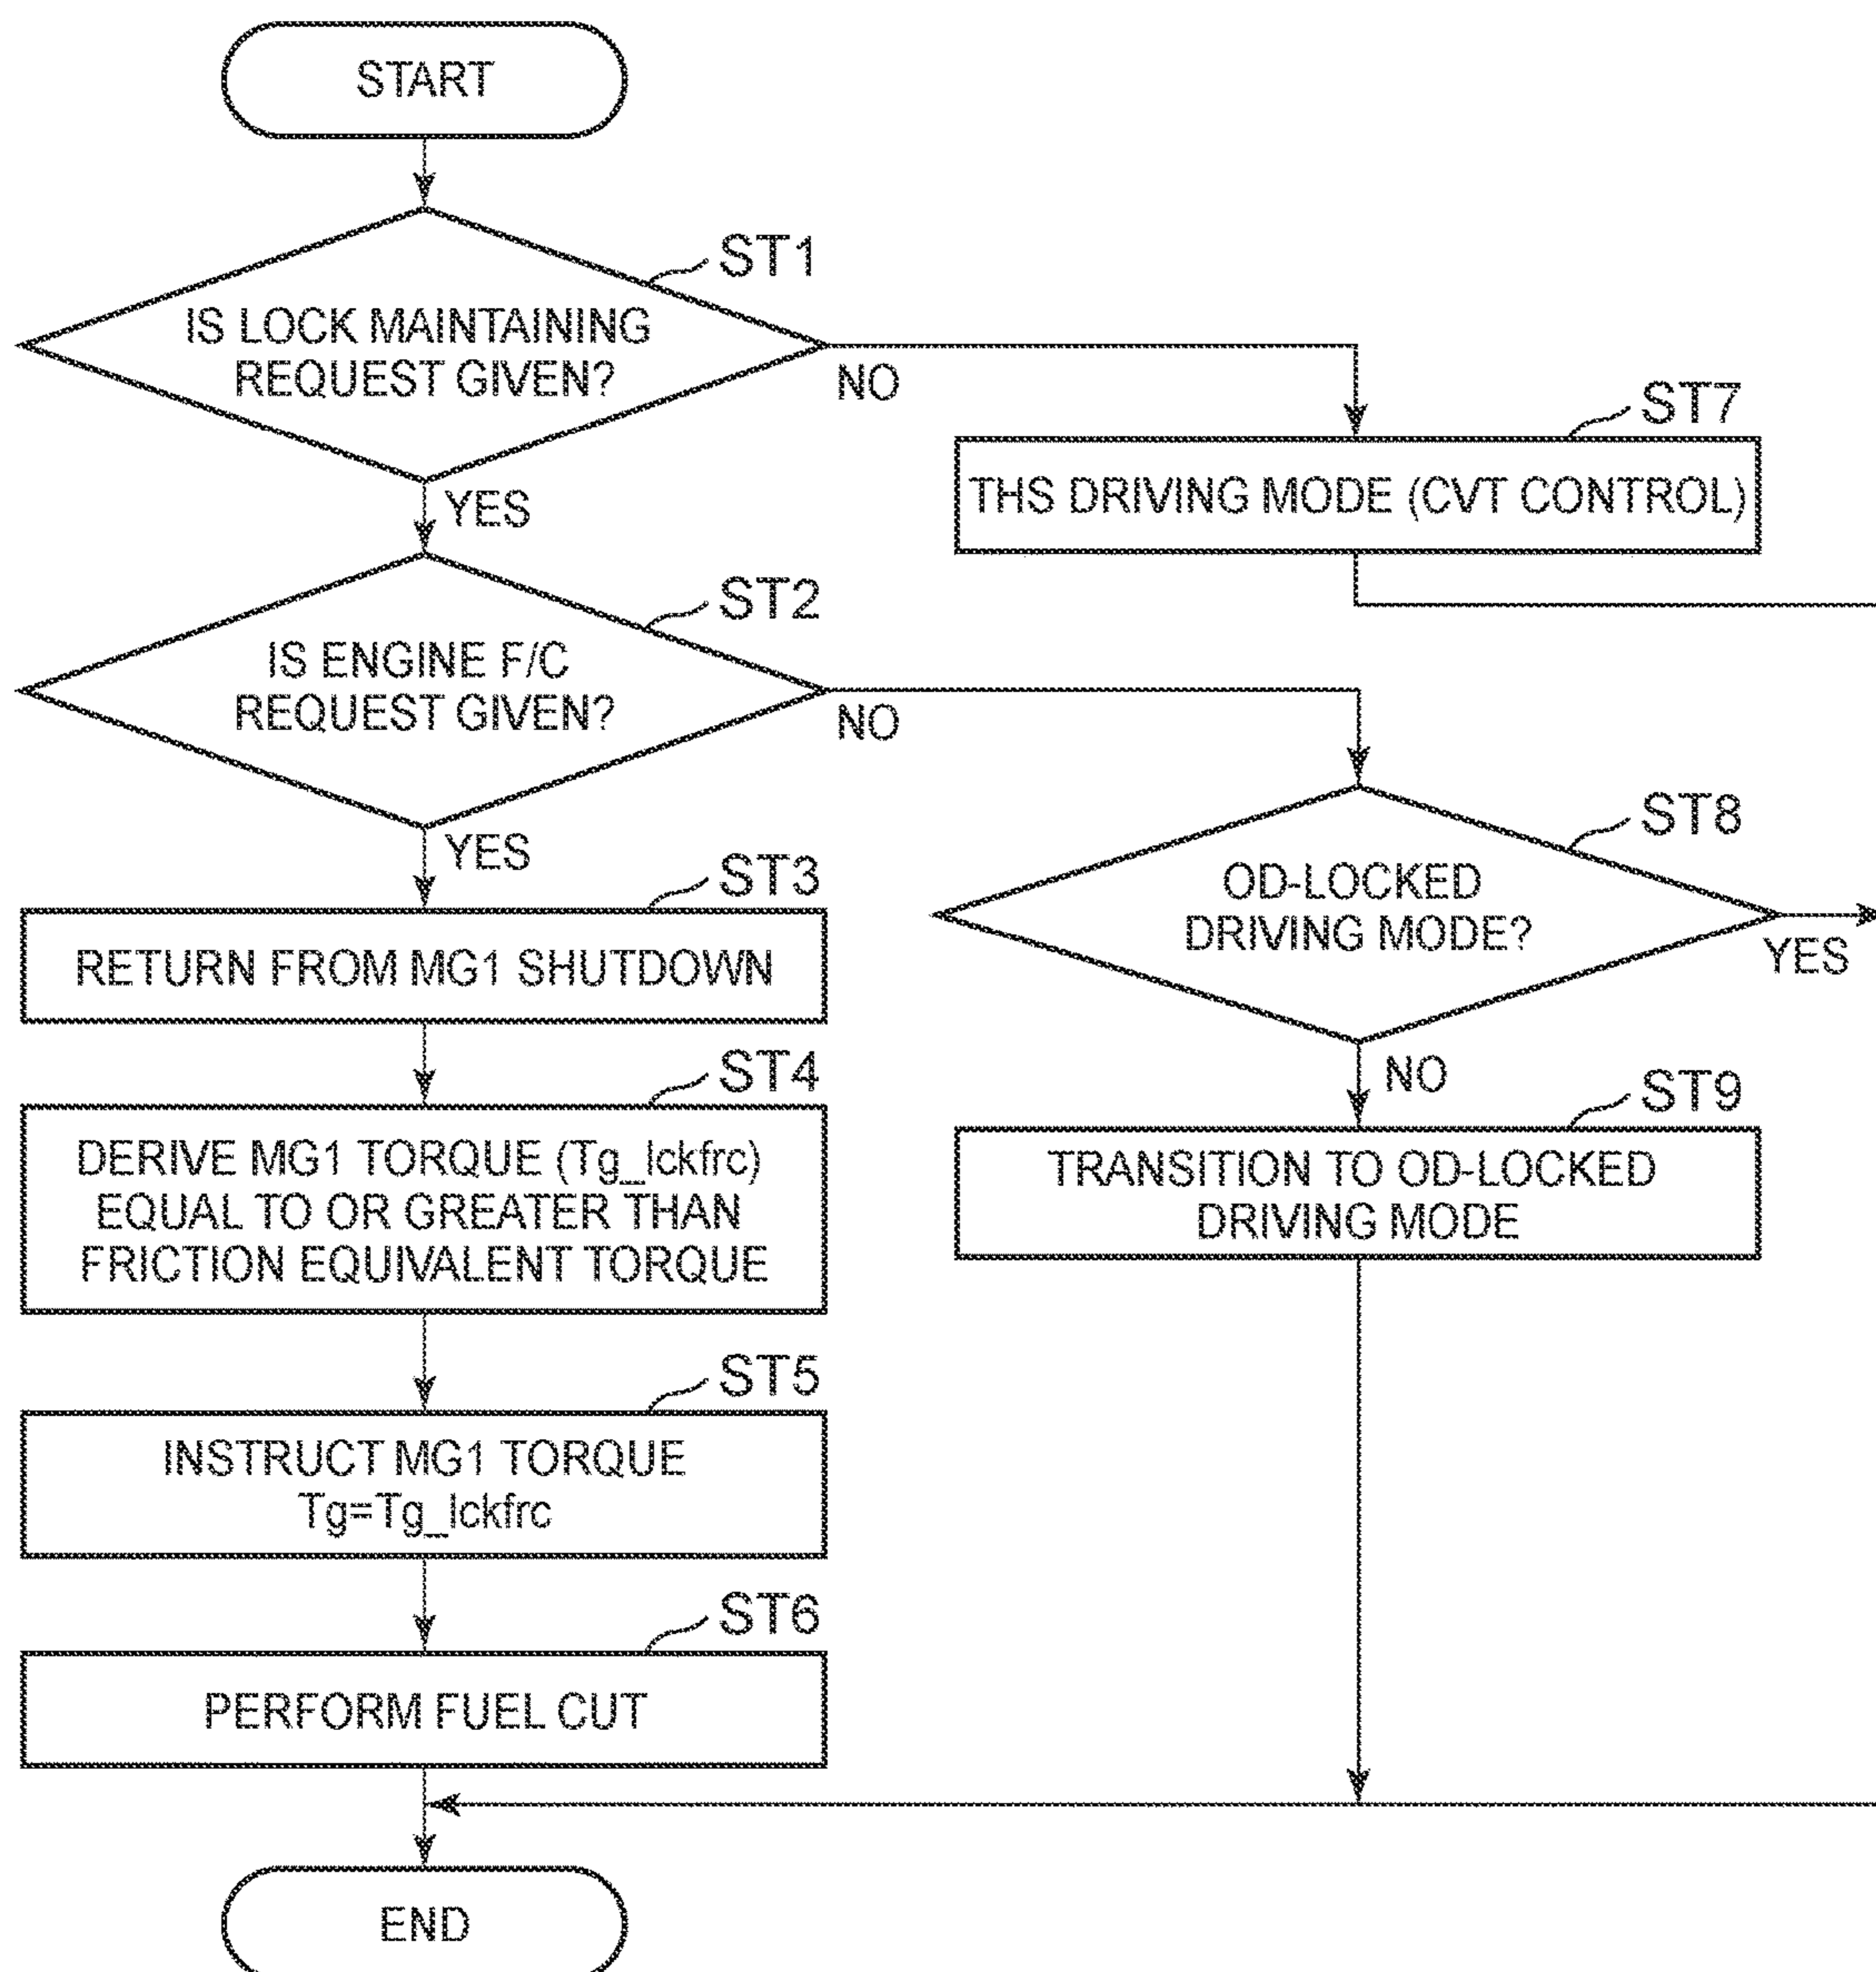 START
ST1
IS LOCK MAINTAINING
REQUEST GIVEN?
NO
YES
ST7
THS DRIVING MODE (CVT CONTROL)
ST2
IS ENGINE F/C
REQUEST GIVEN?
NO
YES
ST8
OD-LOCKED
DRIVING MODE?
YES
NO
ST3
RETURN FROM MG1 SHUTDOWN
ST4
DERIVE MG1 TORQUE (Tg_lckfrc)
EQUAL TO OR GREATER THAN
FRICTION EQUIVALENT TORQUE
ST9
TRANSITION TO OD-LOCKED
DRIVING MODE
ST5
INSTRUCT MG1 TORQUE
Tg=Tg_lckfrc
ST6
PERFORM FUEL CUT
END